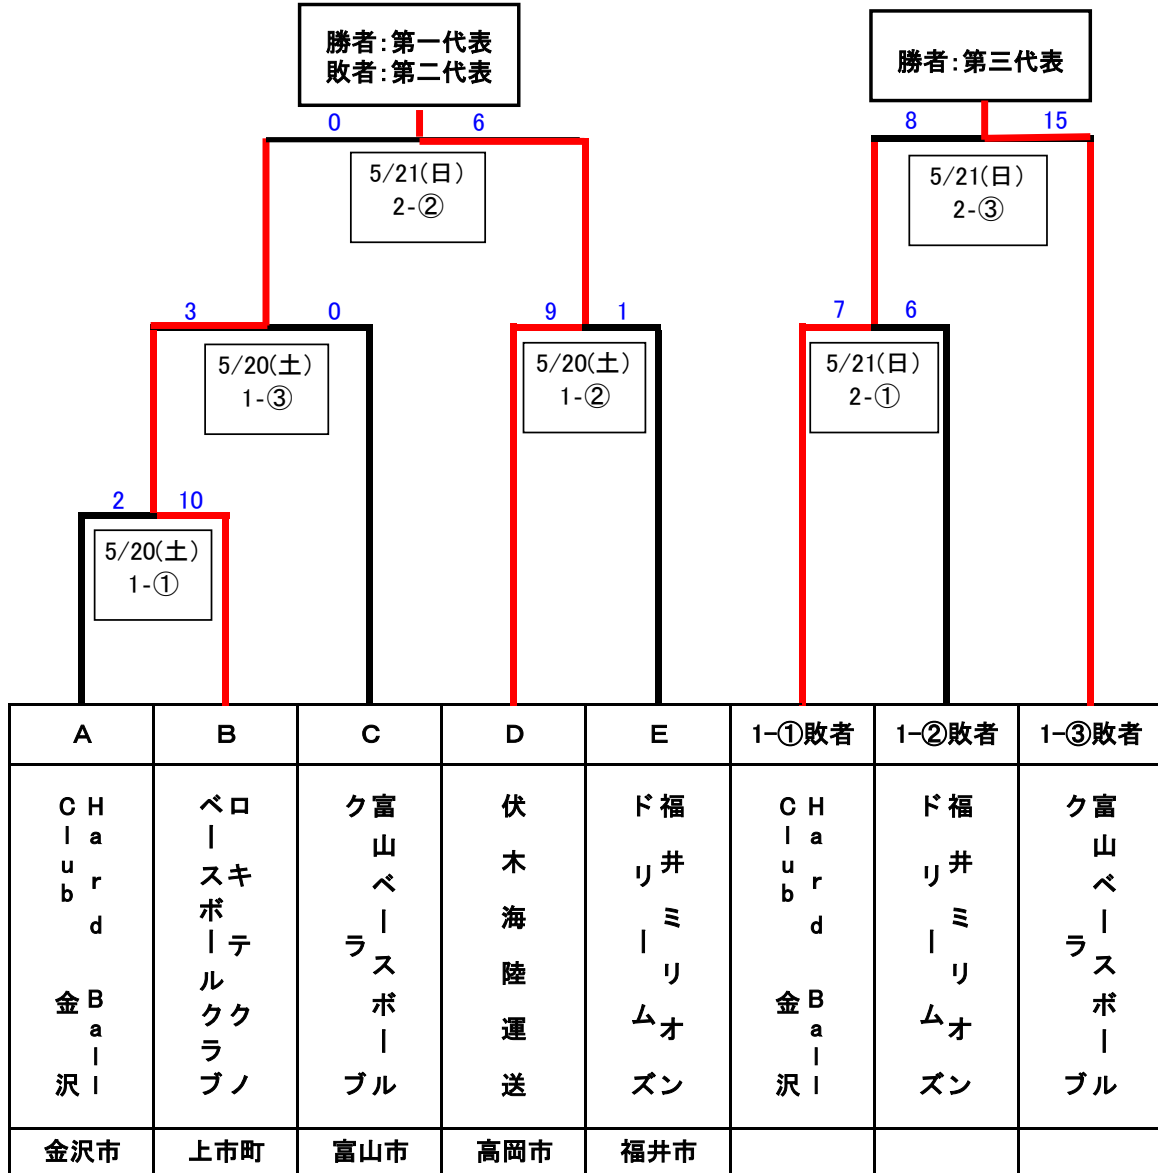 勝者:第一代表
敗者:第二代表
勝者:第三代表
0
6
8
15
5/21(日)
2-②
5/21(日)
2-③
3
0
9
1
7
6
5/20(土)
1-③
5/20(土)
1-②
5/21(日)
2-①
2
10
5/20(土)
1-①
A
B
C
D
E
1-①敗者
1-②敗者
1-③敗者
Hard Ball
Club 金沢
ロキテクノ
ベースボールクラブ
富山ベースボール
クラブ
伏木海陸運送
福井ミリオン
ドリームズ
Hard Ball
Club 金沢
福井ミリオン
ドリームズ
富山ベースボール
クラブ
金沢市
上市町
富山市
高岡市
福井市